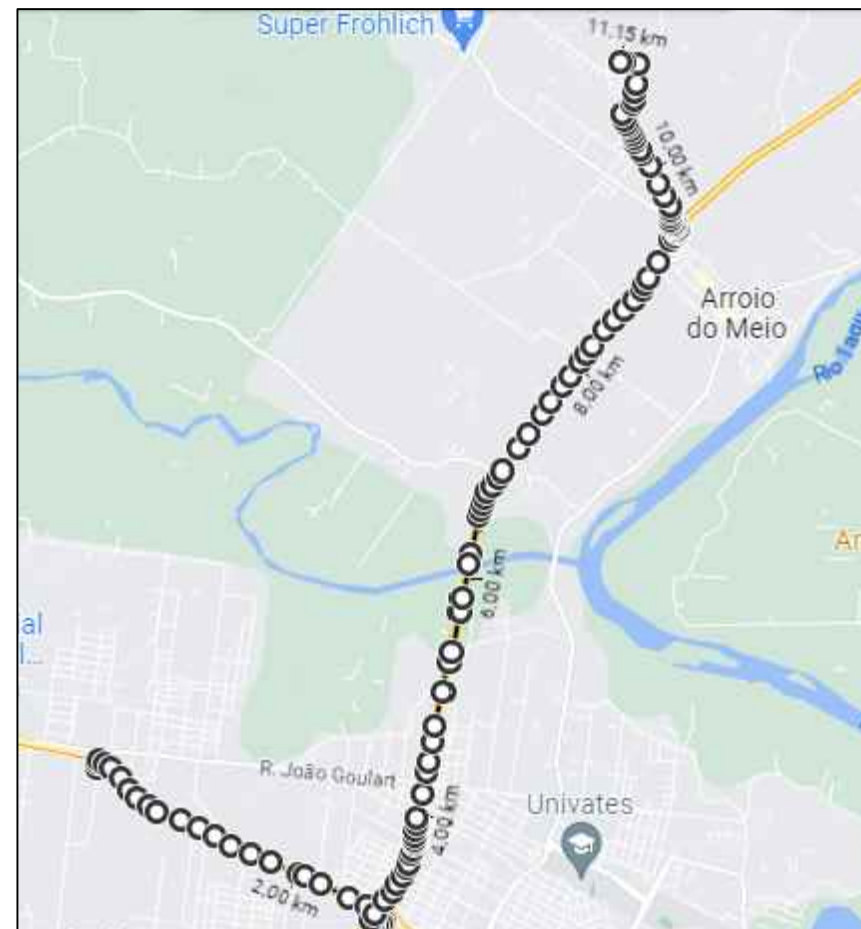 Super Fröhlich
11.15 km
10.00 km
Arroio
do Meio
8.00 km
6.00 km
al
l...
R. João Goulart
4.00 km
Univates
2.00 km